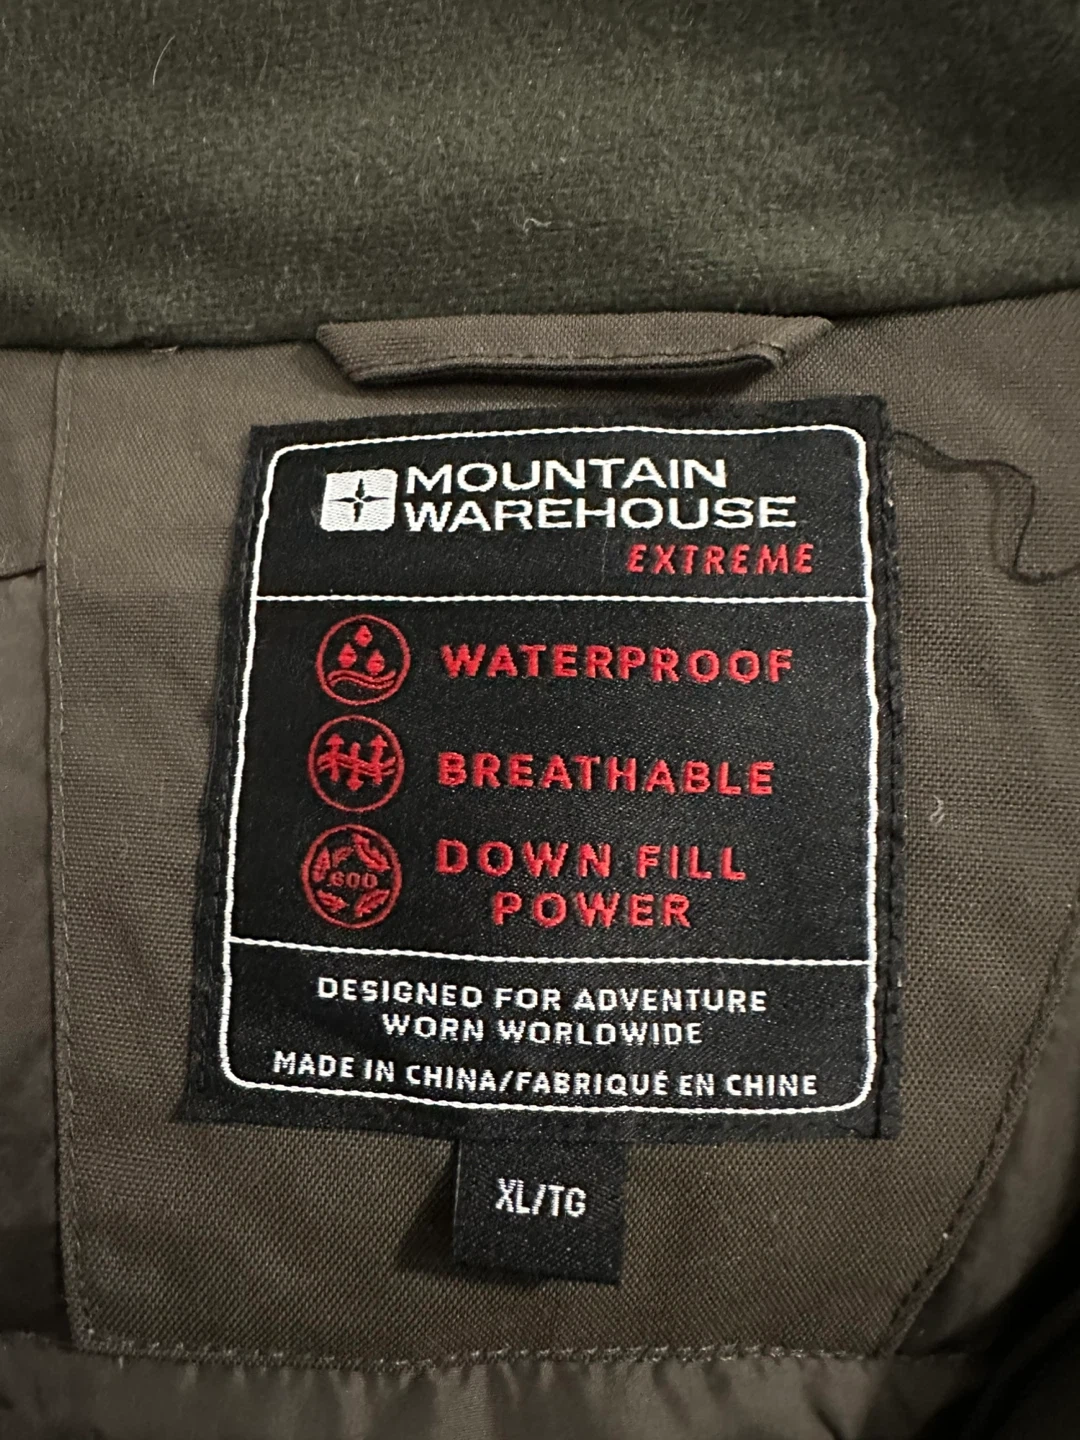 MOUNTAIN
WAREHOUSE
EXTREME
WATERPROOF
BREATHABLE
600
DOWN FILL
POWER
DESIGNED FOR ADVENTURE
WORN WORLDWIDE
MADE IN CHINA/FABRIQUÉ EN CHINE
XL/TG